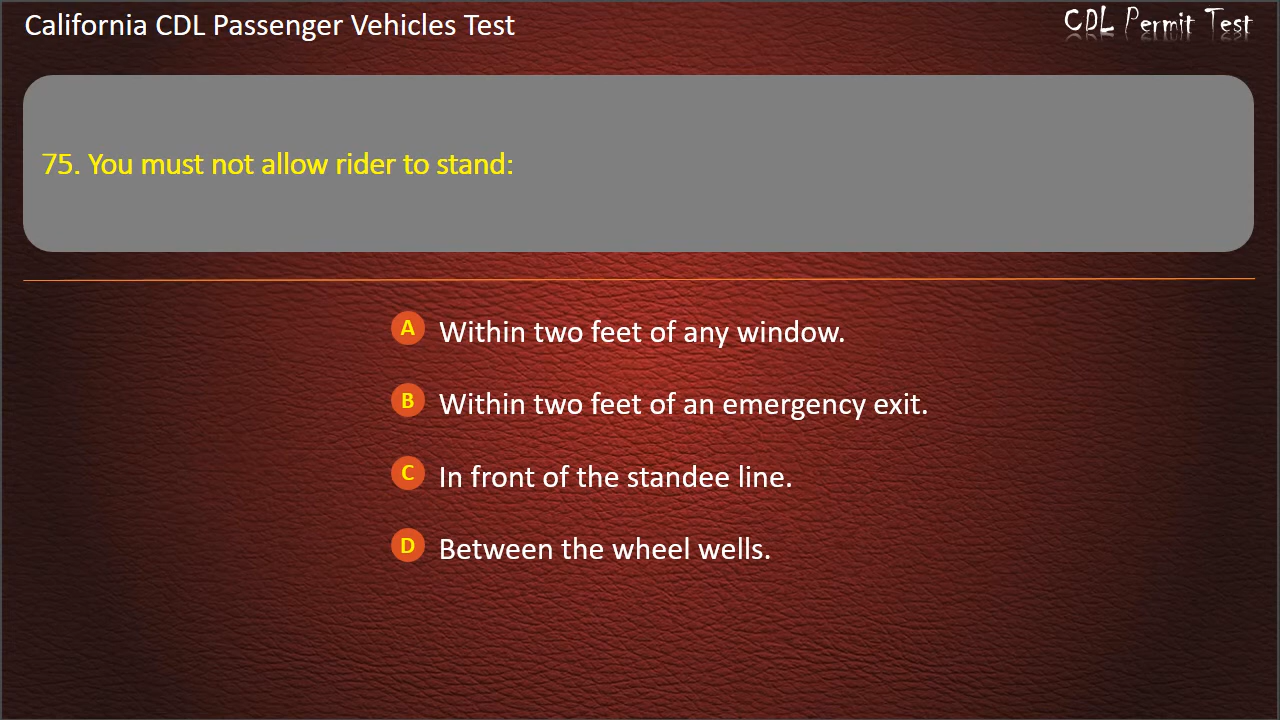 California CDL Passenger Vehicles Test
CDL Permit Test
75. You must not allow rider to stand:
A Within two feet of any window.
B Within two feet of an emergency exit.
C In front of the standee line.
D Between the wheel wells.